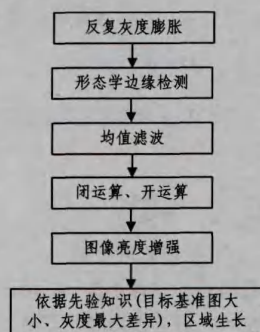 反复灰度膨胀
形态学边缘检测
均值滤波
闭运算、开运算
图像亮度增强
依据先验知识(目标基准图大
小、灰度最大差异)，区域生长